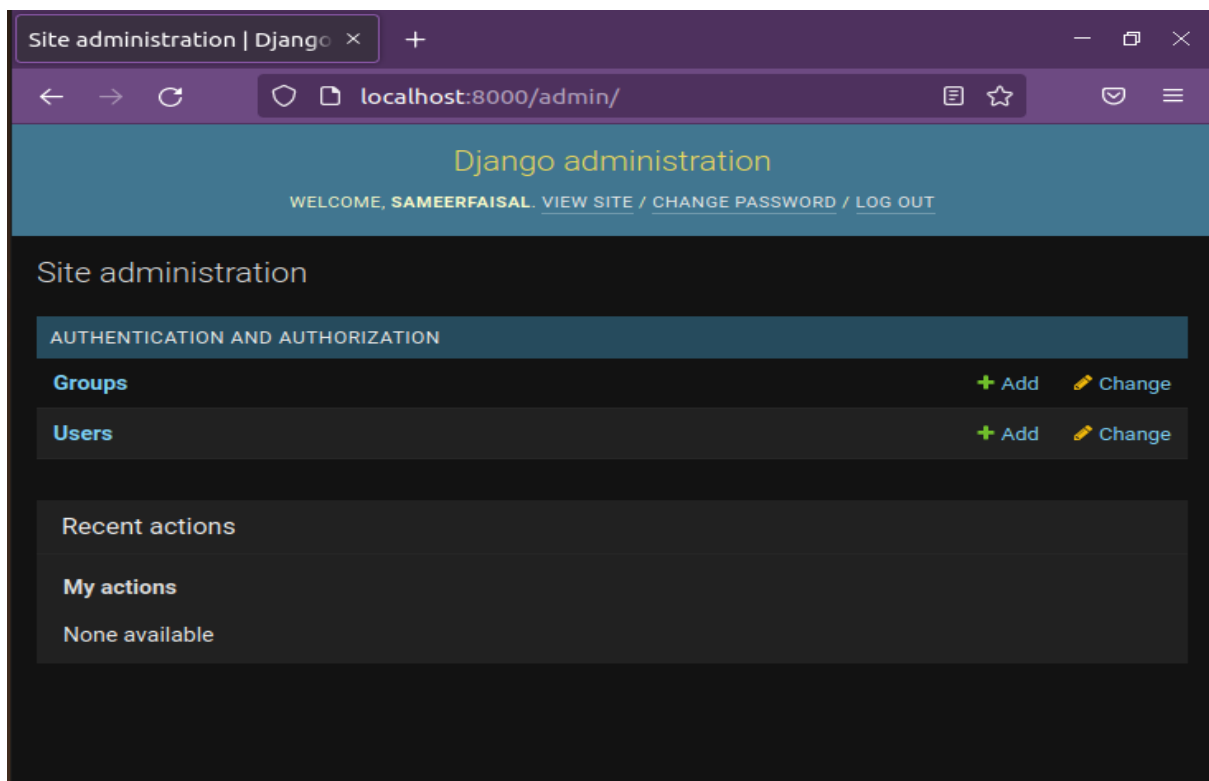 Site administration | Django
localhost:8000/admin/
Django administration
WELCOME, SAMEERFAISAL. VIEW SITE / CHANGE PASSWORD / LOG OUT
Site administration
AUTHENTICATION AND AUTHORIZATION
Groups Add Change
Users Add Change
Recent actions
My actions
None available